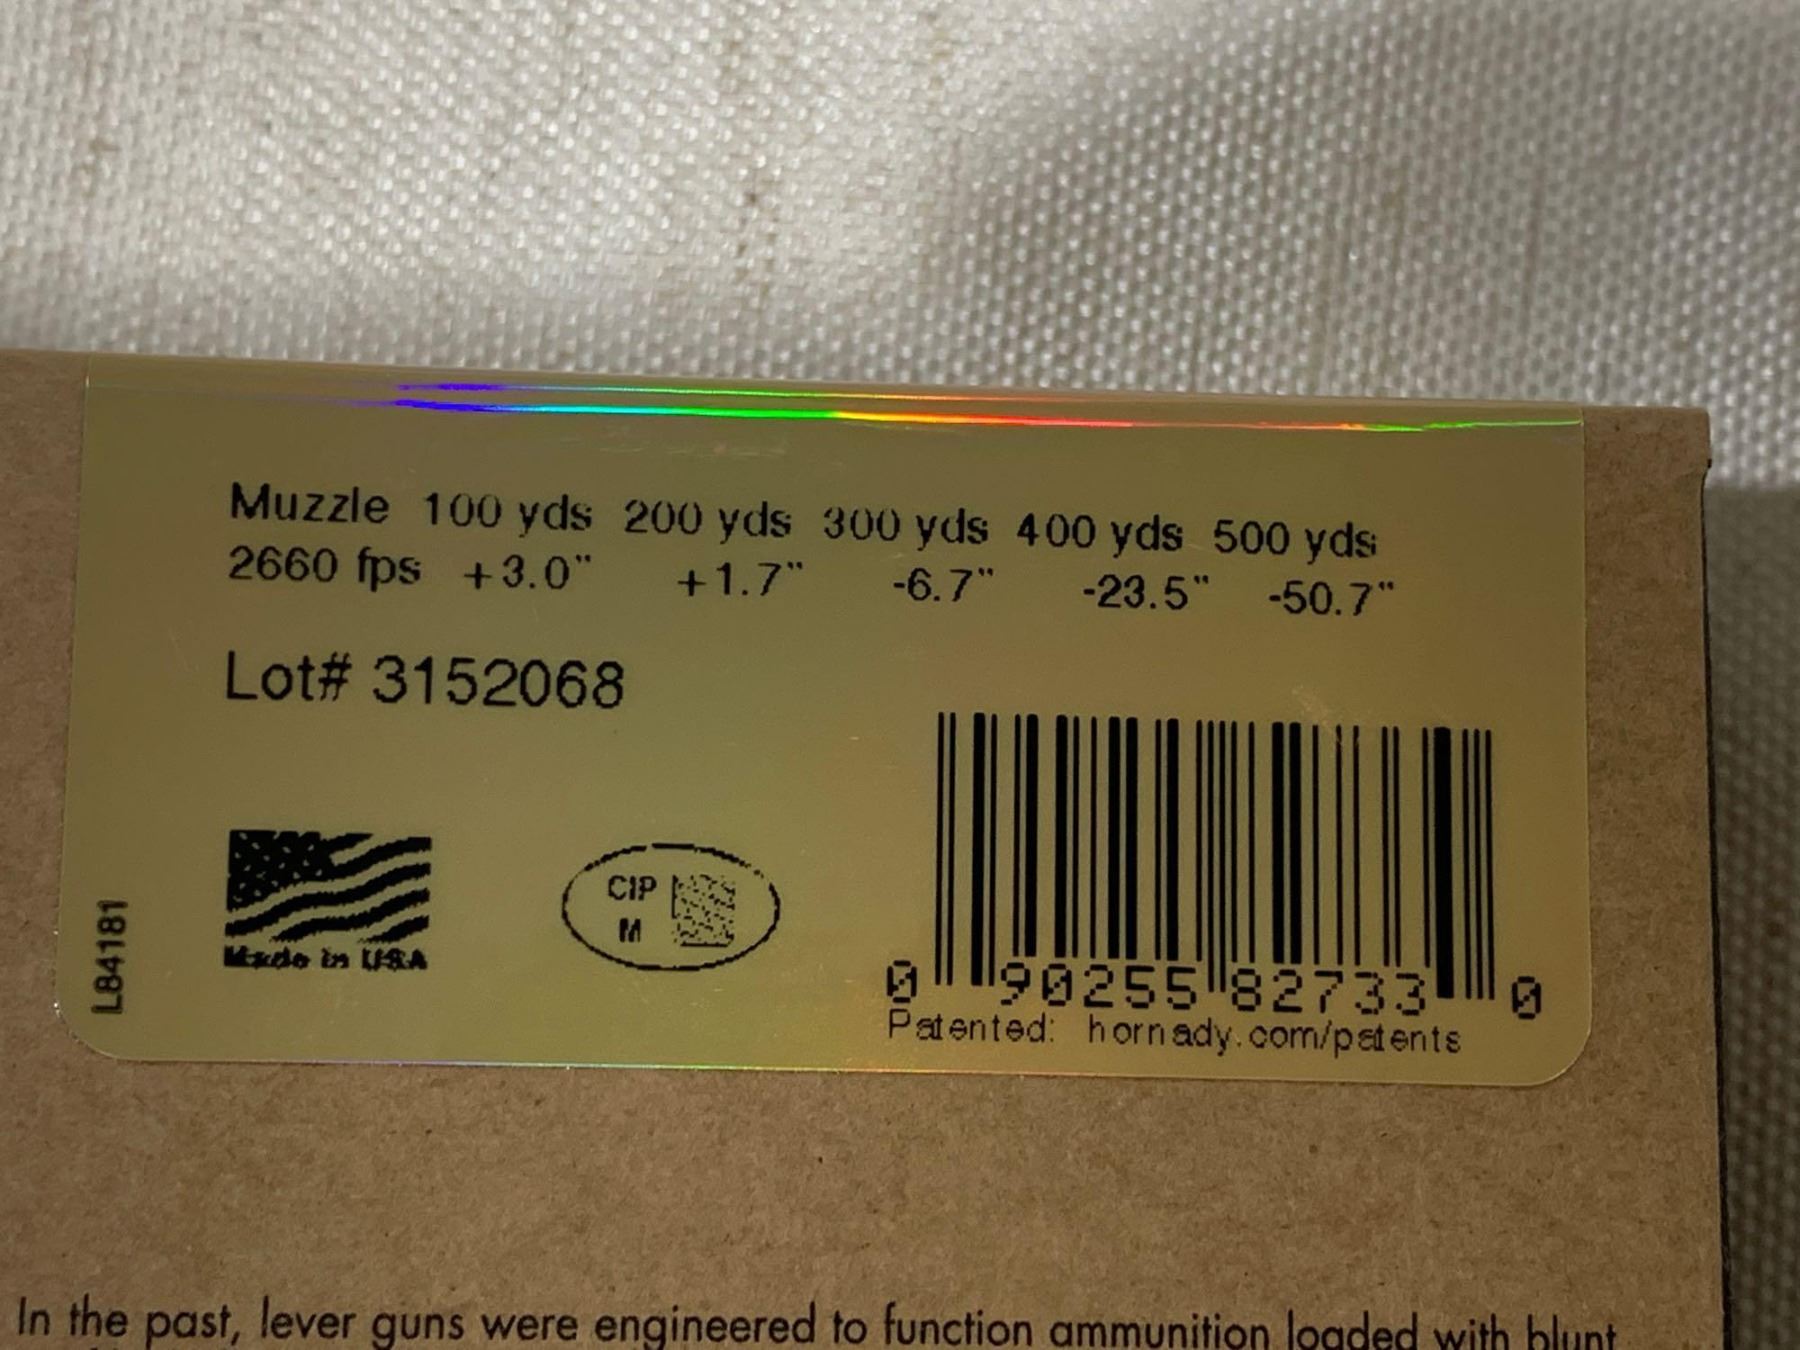 Muzzle 100 yds 200 yds 300 yds 400 yds 500 yds
2660 fps +3.0" +1.7" -6.7" -23.5" -50.7"
Lot# 3152068
L84181
Made in USA
CIP
M
0 90255 82733 0
Patented: hornady.com/patents
In the past, lever guns were engineered to function ammunition loaded with blunt